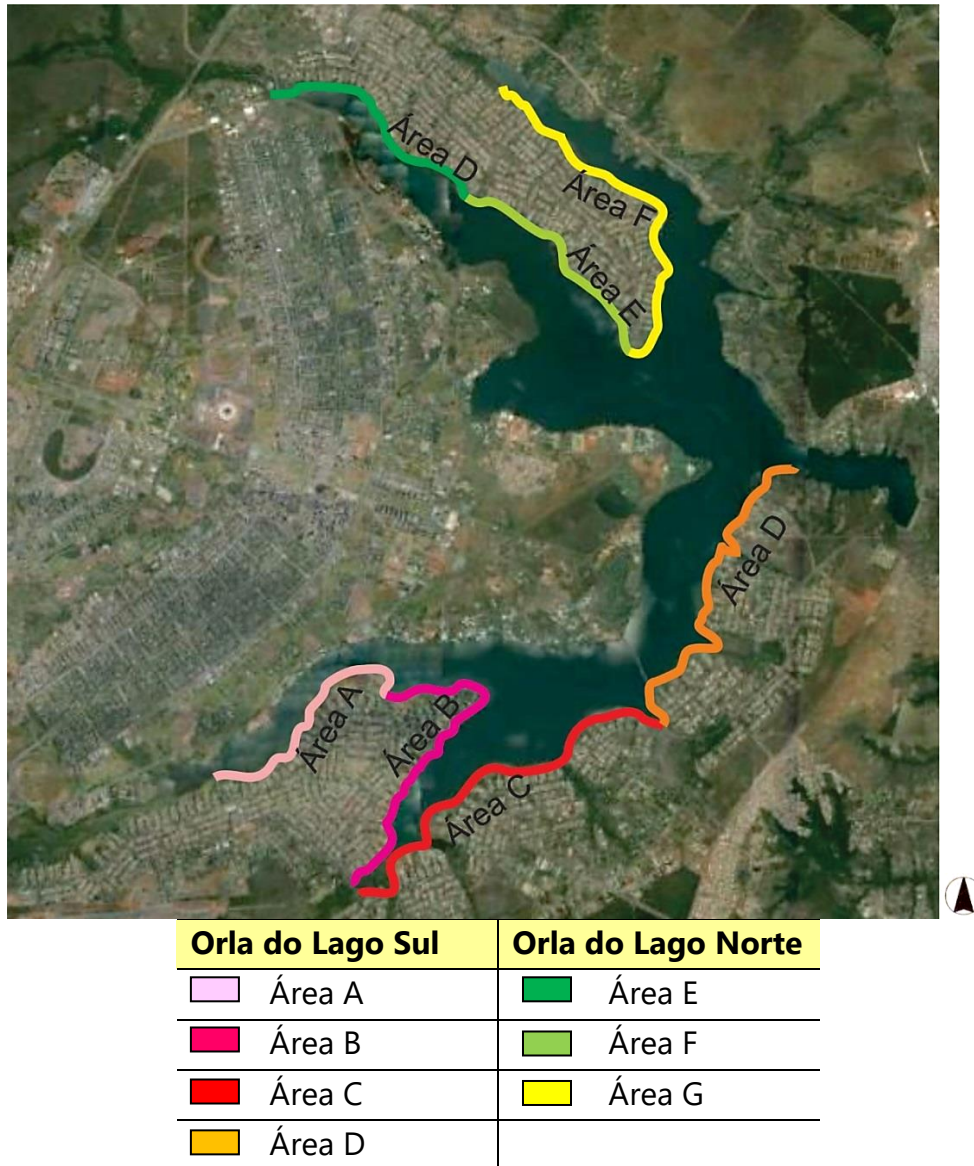 Área D
Área F
Área E
Área D
Área A
Área B
Área C
Orla do Lago Sul Orla do Lago Norte
Área A Área E
Área B Área F
Área C Área G
Área D